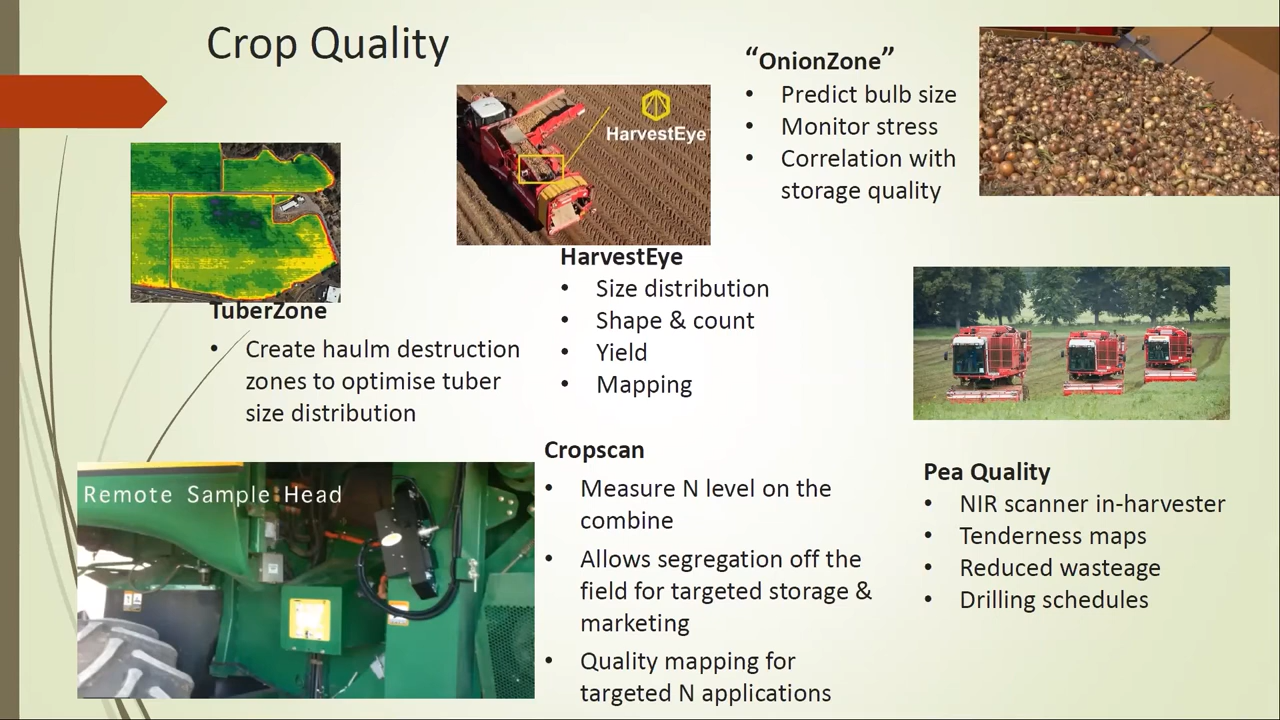 Crop Quality
HarvestEye
“OnionZone”
• Predict bulb size
• Monitor stress
• Correlation with
storage quality
TuberZone
• Create haulm destruction
zones to optimise tuber
size distribution
HarvestEye
• Size distribution
• Shape & count
• Yield
• Mapping
Remote Sample Head
Cropscan
• Measure N level on the
combine
• Allows segregation off the
field for targeted storage &
marketing
• Quality mapping for
targeted N applications
Pea Quality
• NIR scanner in-harvester
• Tenderness maps
• Reduced wasteage
• Drilling schedules